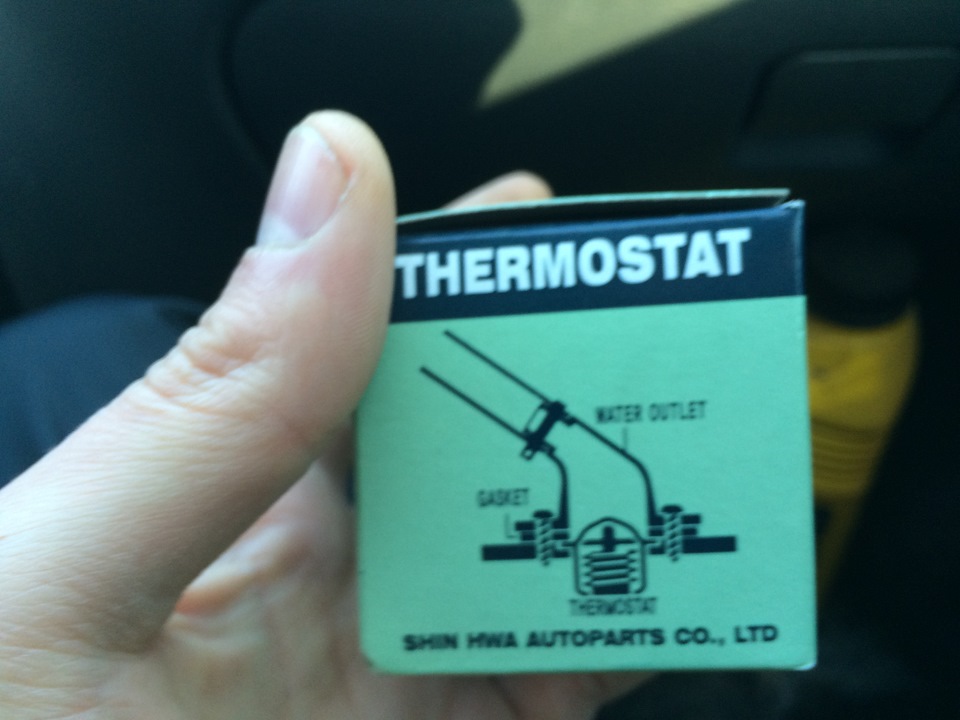 THERMOSTAT
WATER OUTLET
GASKET
THERMOSTAT
SHIN HWA AUTOPARTS CO., LTD